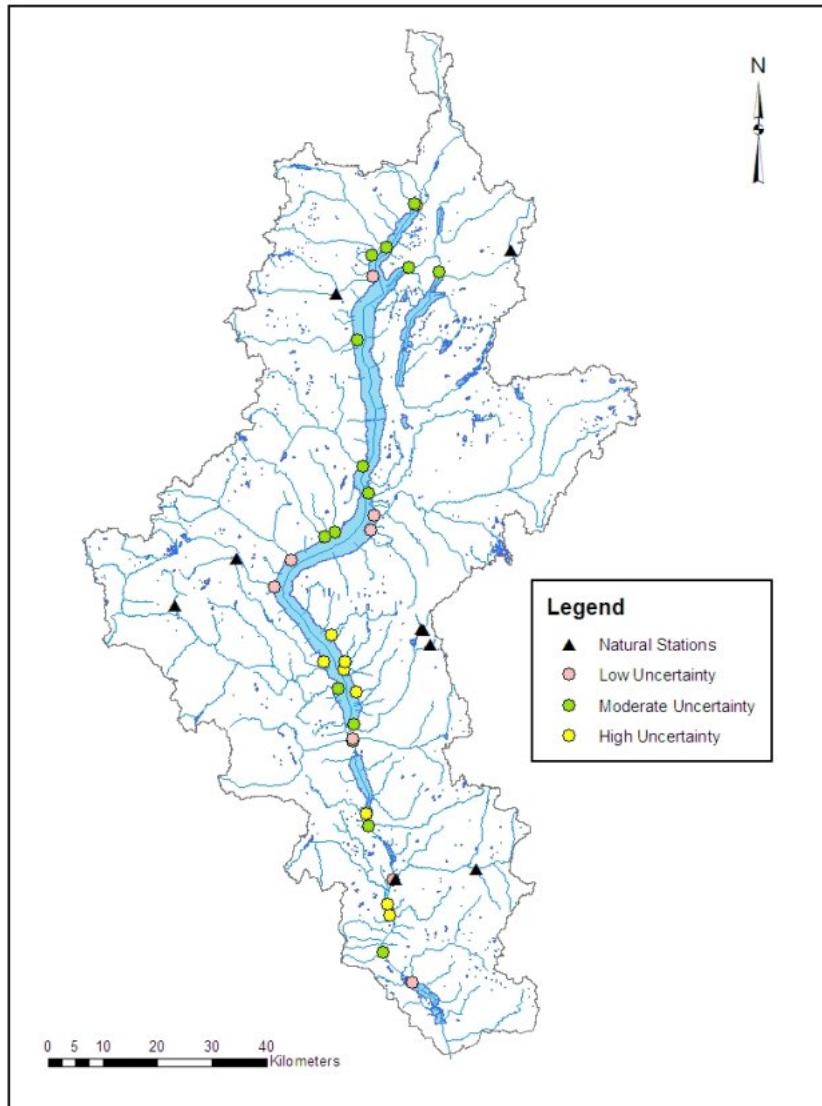 N
Legend
Natural Stations
Low Uncertainty
Moderate Uncertainty
High Uncertainty
0 5 10 20 30 40
Kilometers